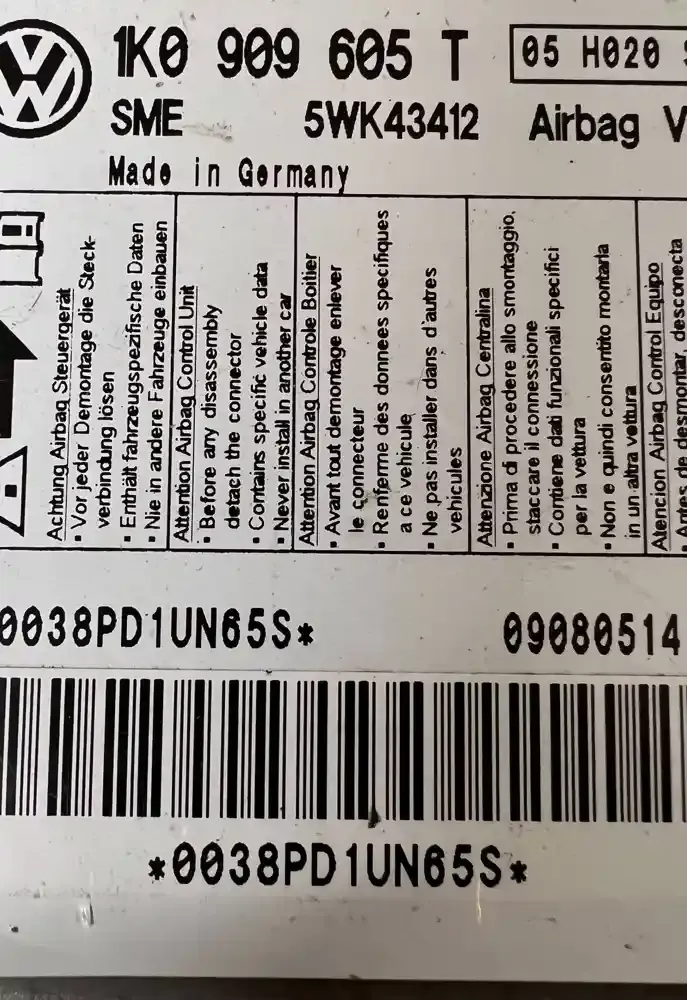 1K0 909 605 T
05 H020
SME
5WK43412
Airbag
Made in Germany
Achtung Airbag Steuergerät
• Vor jeder Demontage die Steck-
verbindung lösen
• Enthält fahrzeugspezifische Daten
• Nie in andere Fahrzeuge einbauen
Attention Airbag Control Unit
• Before any disassembly
detach the connector
• Contains specific vehicle data
• Never install in another car
Attention Airbag Controle Boitier
• Avant tout demontage enlever
le connecteur
• Renferme des donnees specifiques
a ce vehicule
• Ne pas installer dans d'autres
vehicules
Attenzione Airbag Centralina
• Prima di procedere allo smontaggio,
staccare il connessione
• Contiene dati funzionali specifici
per la vettura
• Non e quindi consentito montarla
in un altra vettura
Atencion Airbag Control Equipo
• Antes de desmontar, desconecta
0038PD1UN65S*
09080514
*0038PD1UN65S*